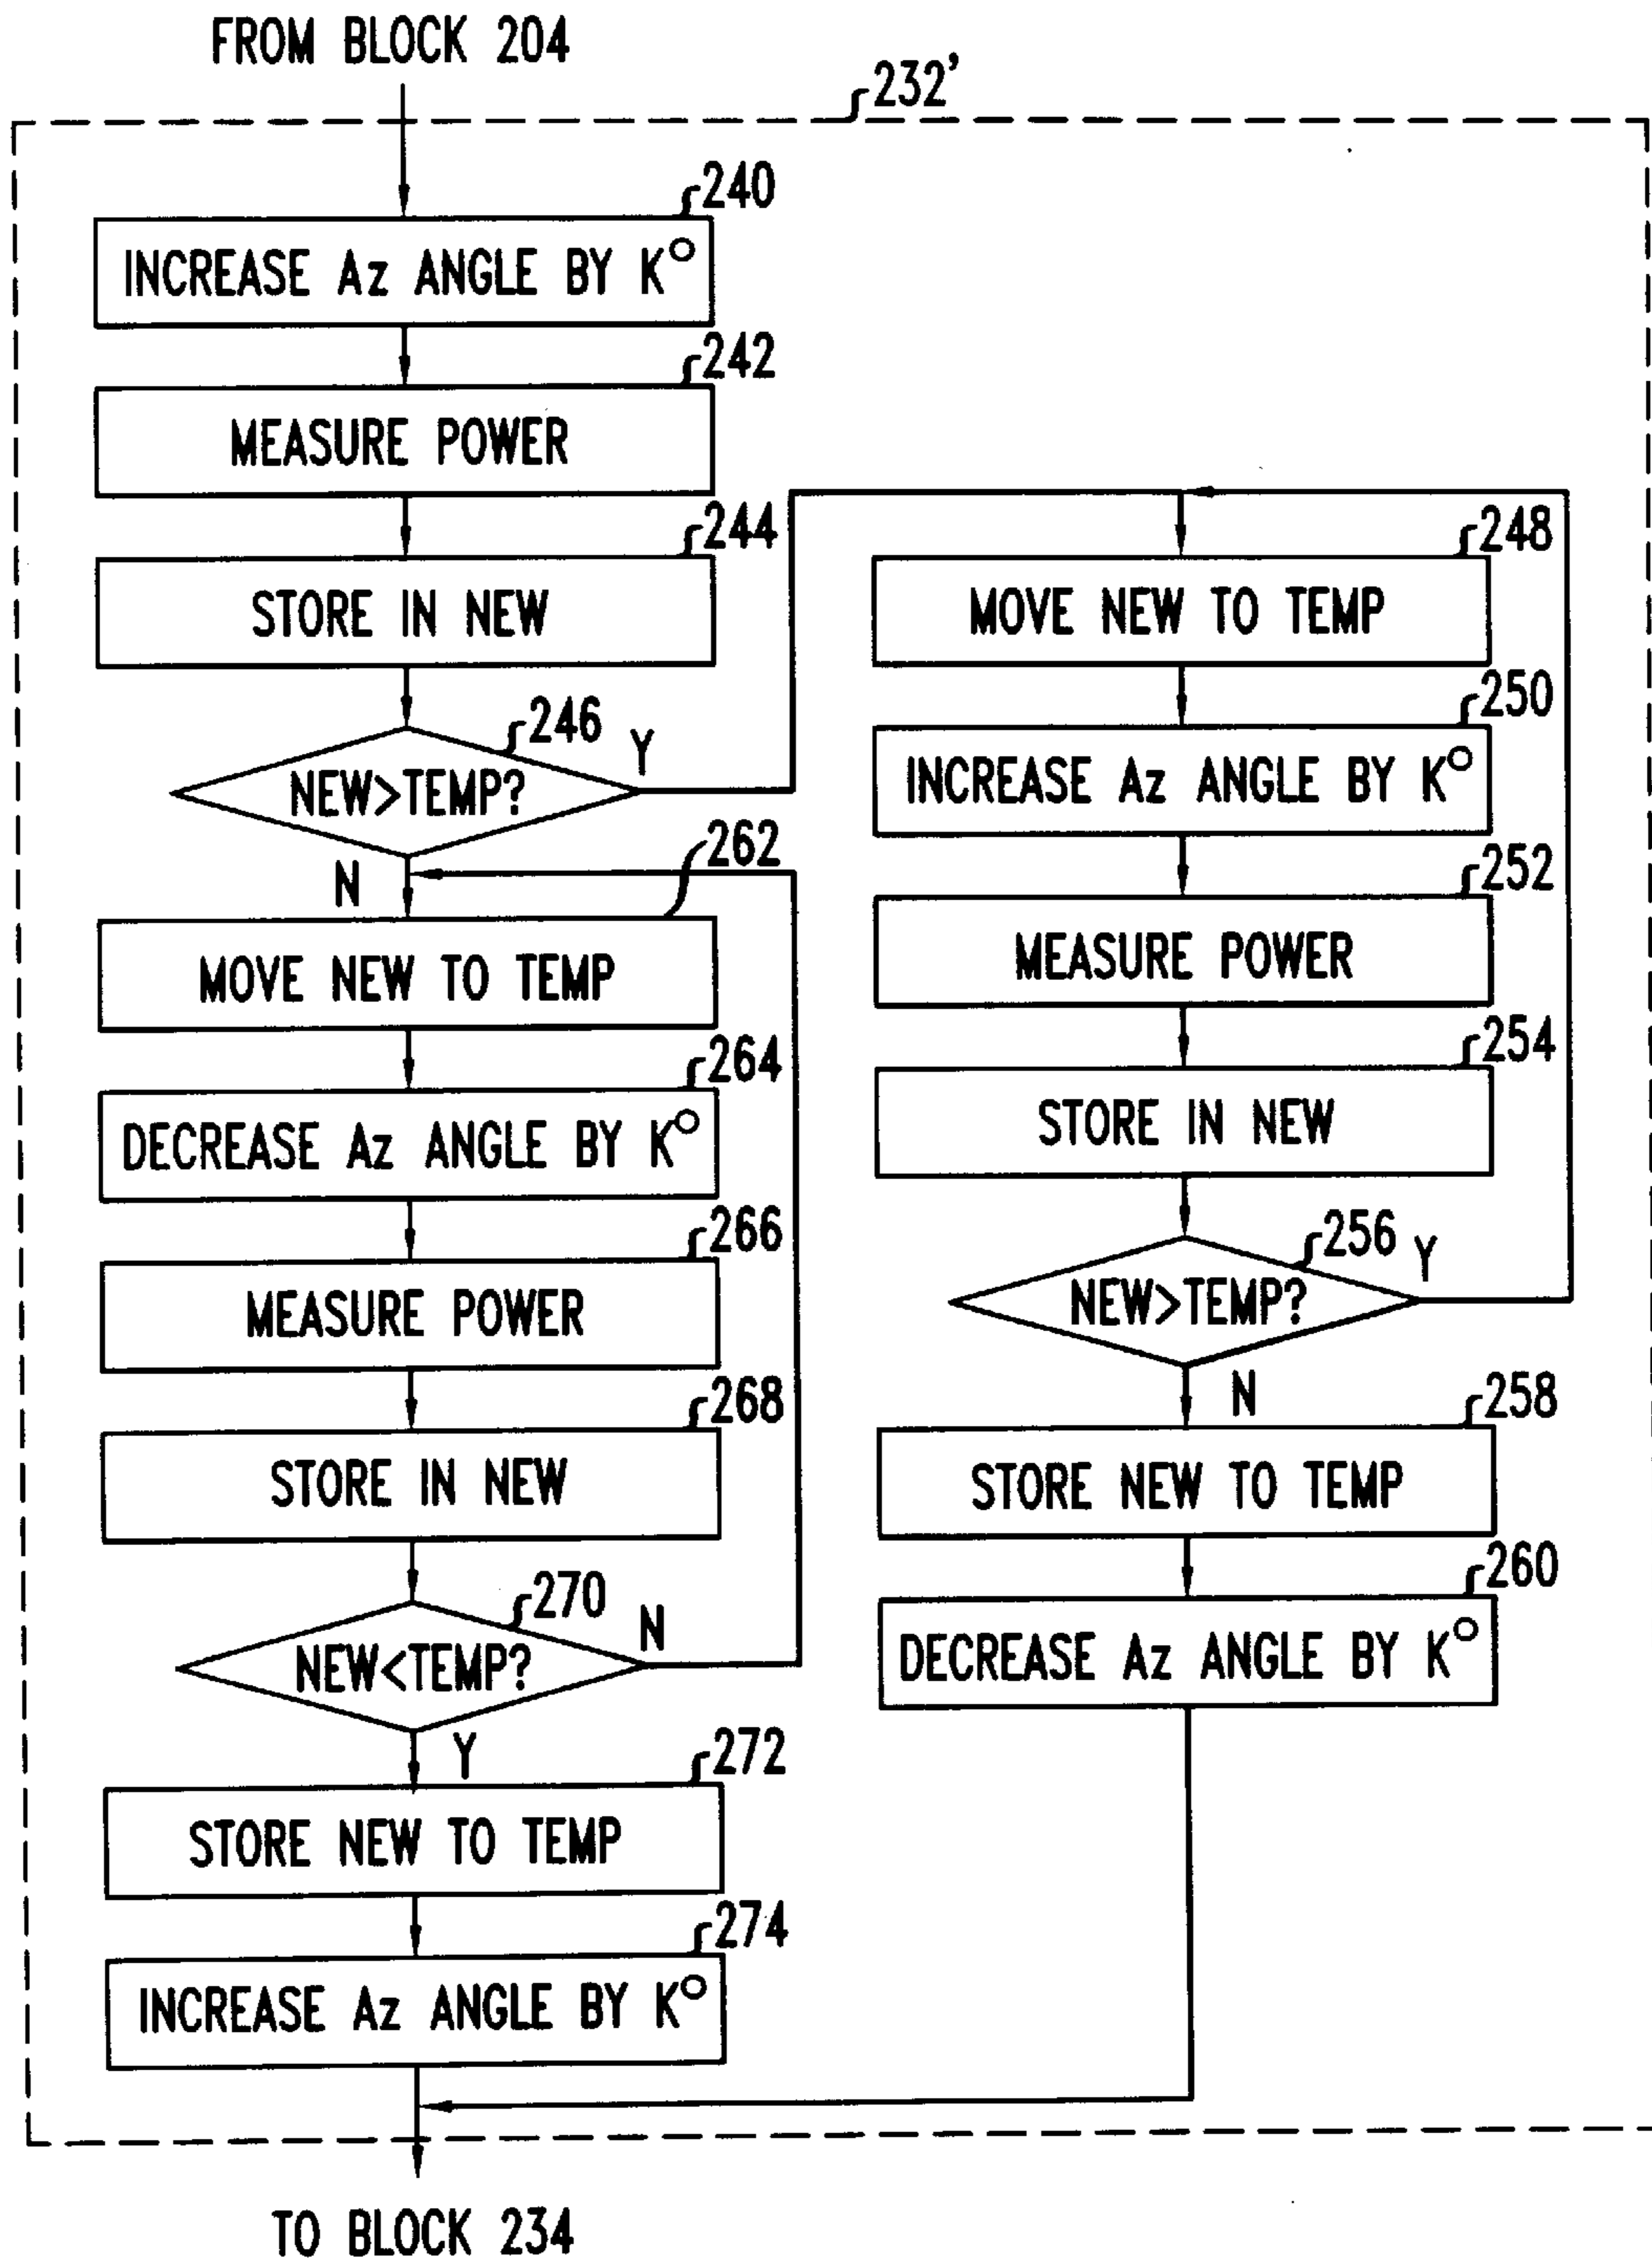 FROM BLOCK 204
232'
240
INCREASE Az ANGLE BY K°
242
MEASURE POWER
244
STORE IN NEW
246
NEW>TEMP?
Y
N
262
MOVE NEW TO TEMP
264
DECREASE Az ANGLE BY K°
266
MEASURE POWER
268
STORE IN NEW
270
NEW<TEMP?
N
Y
272
STORE NEW TO TEMP
274
INCREASE Az ANGLE BY K°
248
MOVE NEW TO TEMP
250
INCREASE Az ANGLE BY K°
252
MEASURE POWER
254
STORE IN NEW
256
NEW>TEMP?
Y
N
258
STORE NEW TO TEMP
260
DECREASE Az ANGLE BY K°
TO BLOCK 234